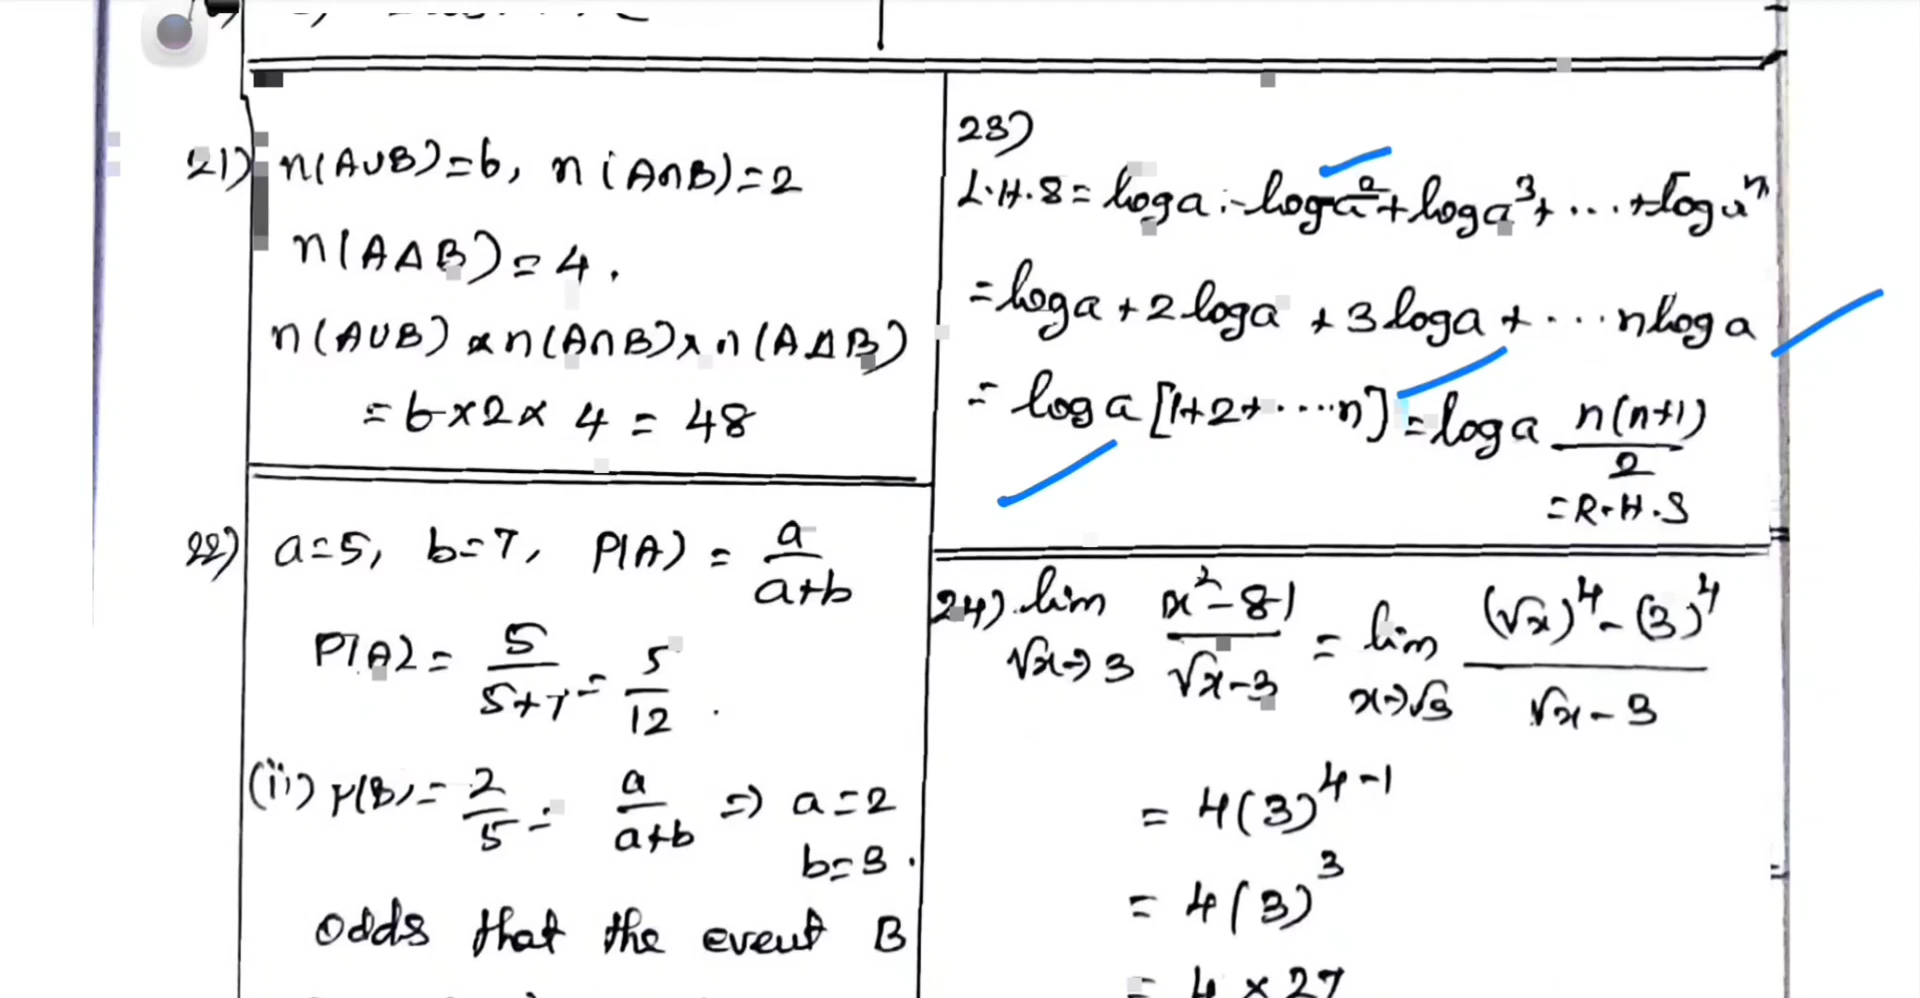 21) n(A∪B)=6, n(A∩B)=2
n(A∆B)=4.
n(A∪B) × n(A∩B) × n(A∆B)
= 6×2×4 = 48
22) a=5, b=7, P(A) = a/(a+b)
P(A) = 5/(5+7) = 5/12.
(ii) P(B) = 2/5 = a/(a+b) ⇒ a=2
b=3.
odds that the event B
23)
L.H.S = log a + log a² + log a³ + ... + log aⁿ
= log a + 2 log a + 3 log a + ... n log a
= log a [1+2+....n] = log a n(n+1)/2
= R.H.S
24) lim √x→3 (x²-81)/(√x-3) = lim x→√3 ((√x)⁴-(3)⁴)/(√x-3)
= 4(3)⁴⁻¹
= 4(3)³
= 4×27